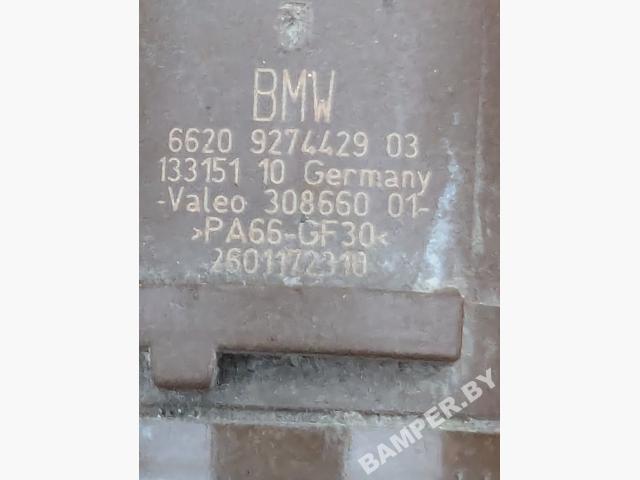 BMW
6620 9274429 03
133151 10 Germany
-Valeo 308660 01-
>PA66-GF30<
2601172310
BAMPER.BY